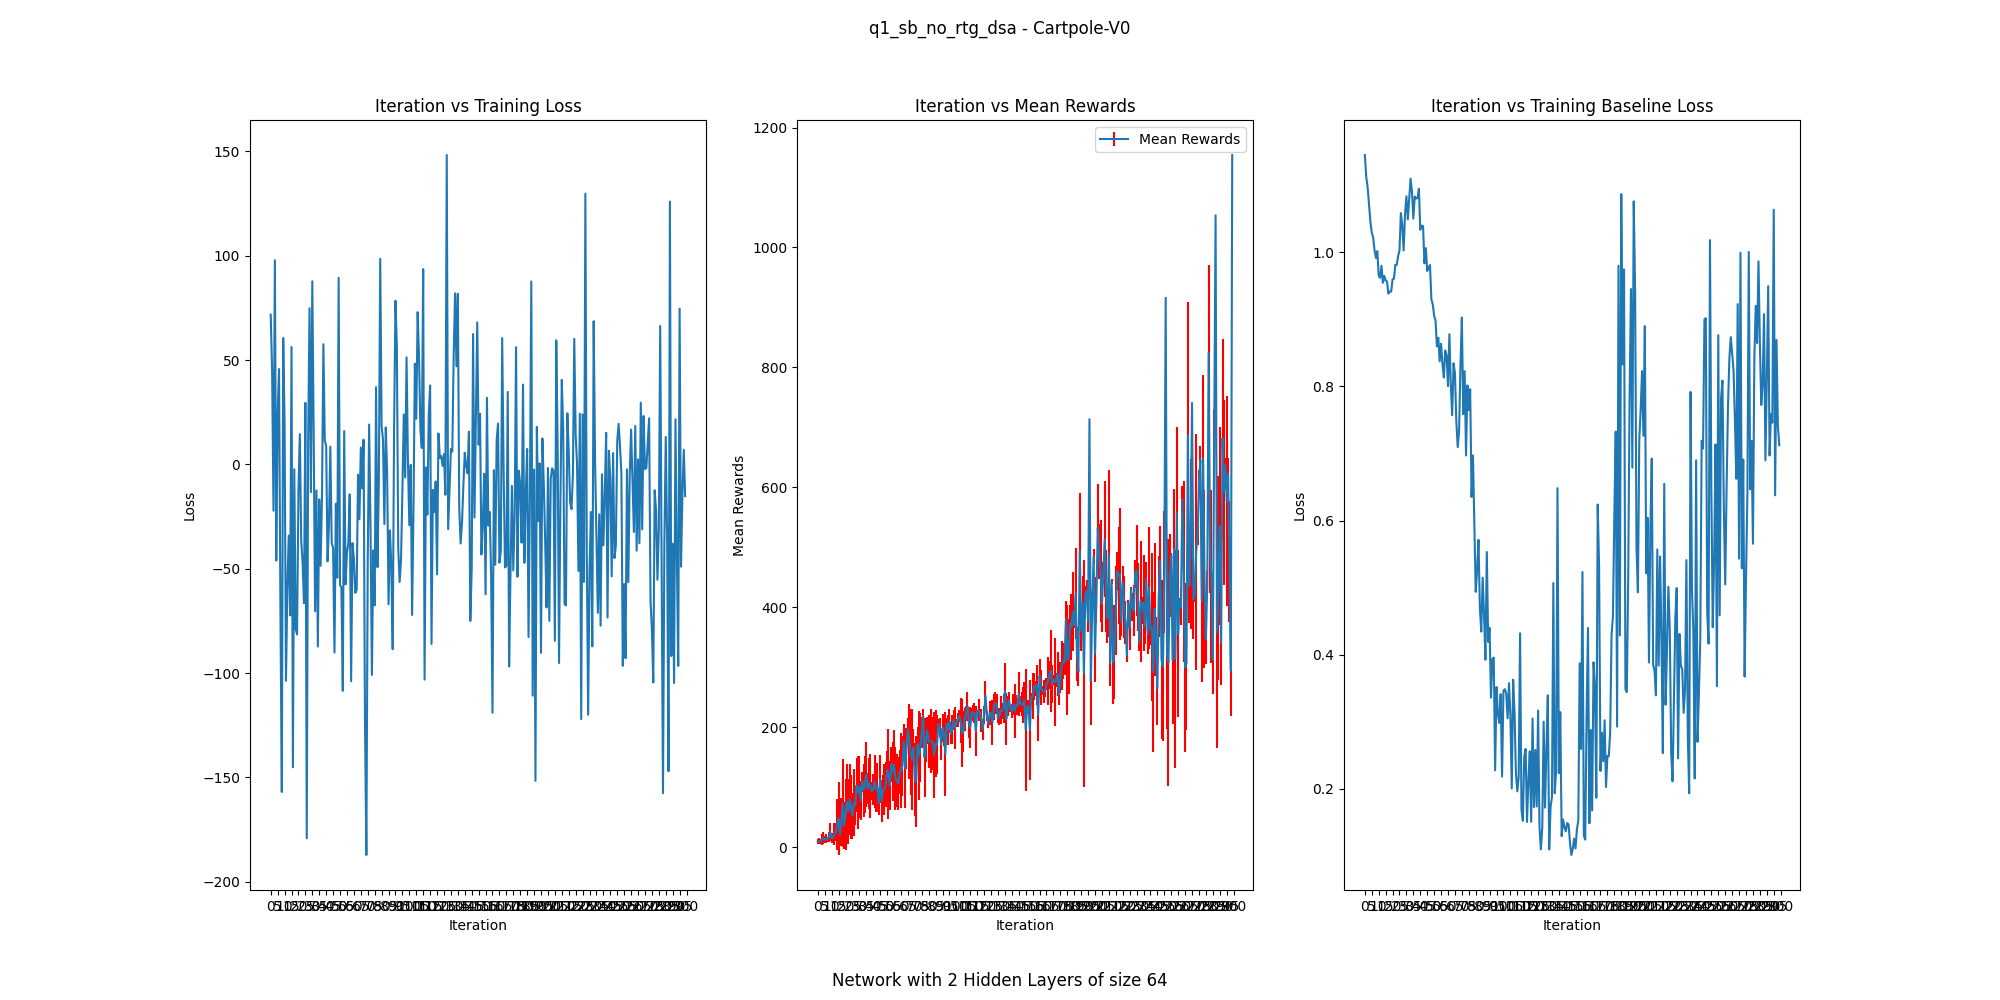 q1_sb_no_rtg_dsa - Cartpole-V0
Iteration vs Training Loss
150
100
50
0
−50
−100
−150
−200
Loss
Iteration
Iteration vs Mean Rewards
Mean Rewards
1200
1000
800
600
400
200
0
Mean Rewards
Iteration
Iteration vs Training Baseline Loss
1.0
0.8
0.6
0.4
0.2
Loss
Iteration
Network with 2 Hidden Layers of size 64